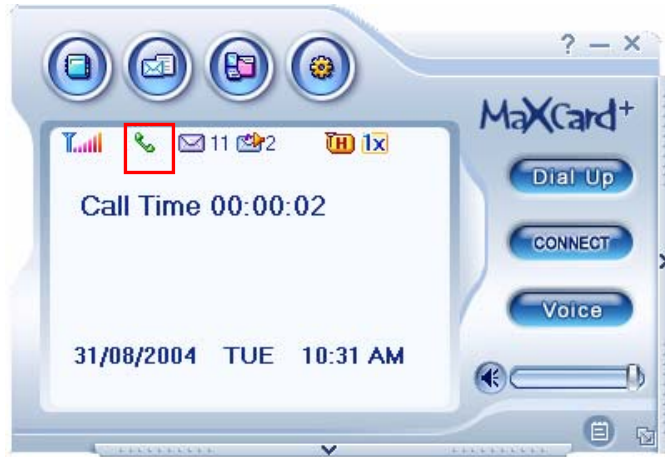 ? – ×
MaXCard+
11 2 H 1x
Dial Up
Call Time 00:00:02
CONNECT
Voice
31/08/2004 TUE 10:31 AM